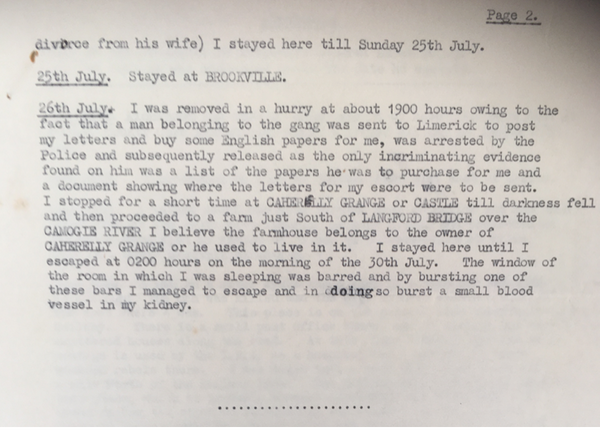 Page 2.
divorce from his wife) I stayed here till Sunday 25th July.
25th July. Stayed at BROOKVILLE.
26th July. I was removed in a hurry at about 1900 hours owing to the
fact that a man belonging to the gang was sent to Limerick to post
my letters and buy some English papers for me, was arrested by the
Police and subsequently released as the only incriminating evidence
found on him was a list of the papers he was to purchase for me and
a document showing where the letters for my escort were to be sent.
I stopped for a short time at CAHERELLY GRANGE or CASTLE till darkness fell
and then proceeded to a farm just South of LANGFORD BRIDGE over the
CAMOGIE RIVER I believe the farmhouse belongs to the owner of
CAHERELLY GRANGE or he used to live in it. I stayed here until I
escaped at 0200 hours on the morning of the 30th July. The window of
the room in which I was sleeping was barred and by bursting one of
these bars I managed to escape and in doing so burst a small blood
vessel in my kidney.
......................